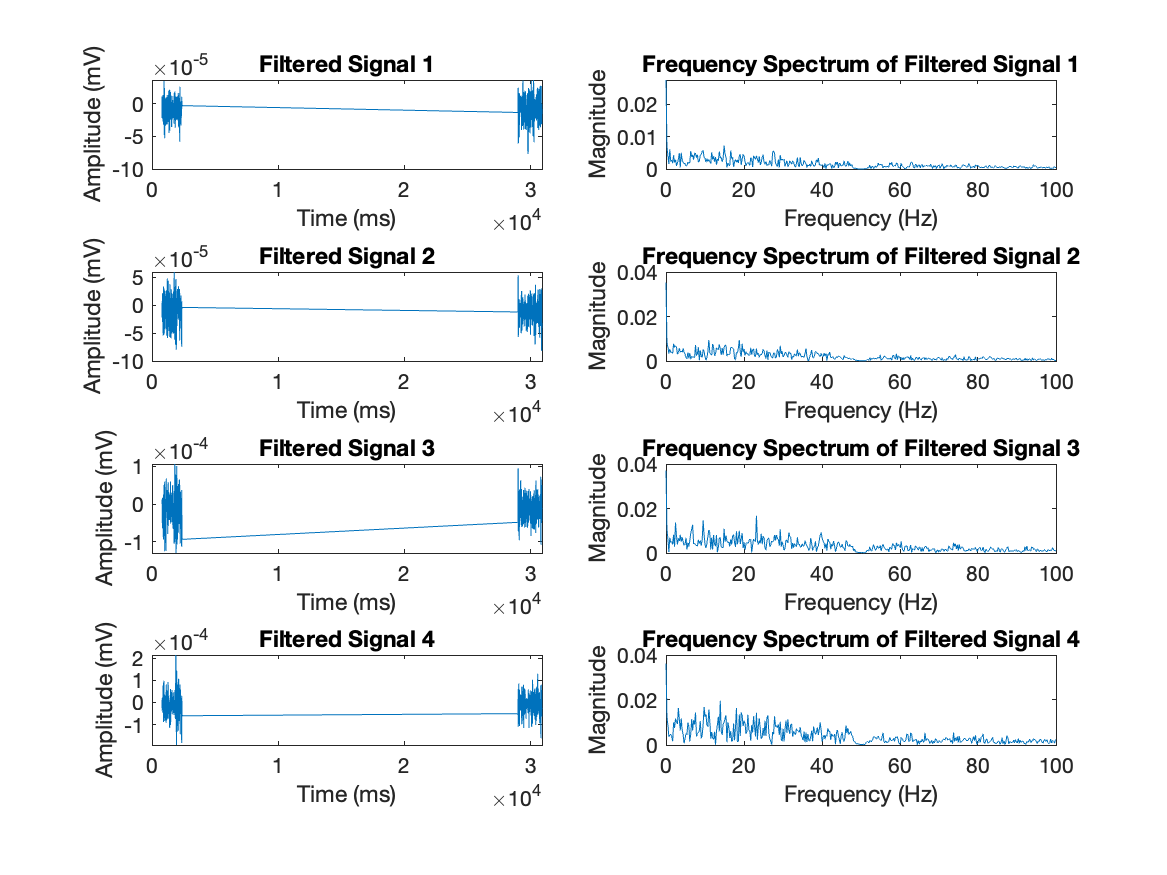 Filtered Signal 1
×10-5
Amplitude (mV)
0
-5
-10
0 1 2 3
Time (ms)
×104
Frequency Spectrum of Filtered Signal 1
Magnitude
0.02
0.01
0
0 20 40 60 80 100
Frequency (Hz)
Filtered Signal 2
×10-5
Amplitude (mV)
5
0
-5
-10
0 1 2 3
Time (ms)
×104
Frequency Spectrum of Filtered Signal 2
Magnitude
0.04
0.02
0
0 20 40 60 80 100
Frequency (Hz)
Filtered Signal 3
×10-4
Amplitude (mV)
1
0
-1
0 1 2 3
Time (ms)
×104
Frequency Spectrum of Filtered Signal 3
Magnitude
0.04
0.02
0
0 20 40 60 80 100
Frequency (Hz)
Filtered Signal 4
×10-4
Amplitude (mV)
2
1
0
-1
0 1 2 3
Time (ms)
×104
Frequency Spectrum of Filtered Signal 4
Magnitude
0.04
0.02
0
0 20 40 60 80 100
Frequency (Hz)